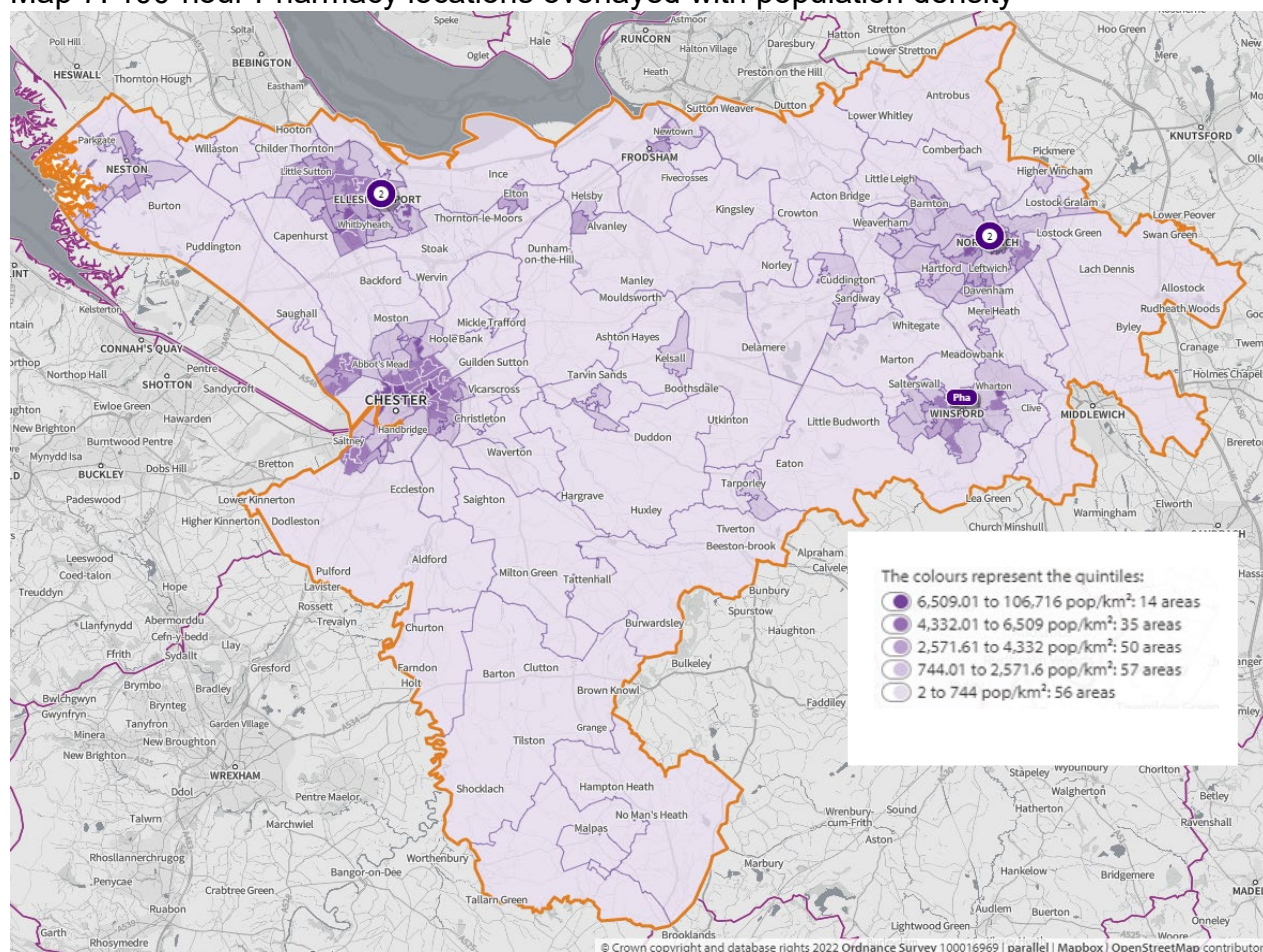 Speke
Astmoor
Hatton
Stretton
Hoo Green
Poll Hill
Spital
Hale
RUNCORN
Daresbury
Lower Stretton
Mere
HESWALL
BEBINGTON
Oglet
Halton Village
Thornton Hough
Eastham
Heath
Preston on the Hill
Sutton Weaver
Dutton
Antrobus
Lower Whitley
KNUTSFORD
Hooton
Newtown
Parkgate
Willaston
Childer Thornton
FRODSHAM
Comberbach
Pickmere
NESTON
Little Sutton
Ince
Fivecrosses
Little Leigh
Higher Wincham
2
Elton
Helsby
Acton Bridge
Barnton
Lostock Gralam
Burton
Thornton-le-Moors
Kingsley
Crowton
Weaverham
Lower Peover
Whitbyheath
Alvanley
2
Lostock Green
Swan Green
Capenhurst
Stoak
Puddington
Dunham-
on-the-Hill
Norley
Hartford
Leftwich
Lach Dennis
Backford
Wervin
Manley
Cuddington
Davenham
Allostock
Kelsterton
Mouldsworth
Sandiway
Saughall
Moston
Mickle Trafford
Mere Heath
Rudheath Woods
Whitegate
Byley
CONNAH'S QUAY
Hoole Bank
Ashton Hayes
Delamere
Cranage
Pentre
Abbot's Mead
Guilden Sutton
Kelsall
Marton
Meadowbank
Northop Hall
SHOTTON
Sandycroft
Tarvin Sands
Salterswall
Wharton
Holmes Chapel
Vicarscross
Boothsdale
Pha
Ewloe Green
CHESTER
WINSFORD
Clive
MIDDLEWICH
New Brighton
Hawarden
Handbridge
Christleton
Utkinton
Little Budworth
Burntwood Pentre
Saltney
Duddon
Mynydd Isa
Dobs Hill
Bretton
Waverton
Eaton
BUCKLEY
Padeswood
Eccleston
Tarporley
Lower Kinnerton
Saighton
Hargrave
Lea Green
Elworth
Higher Kinnerton
Dodleston
Huxley
Warmingham
Tiverton
Church Minshull
Leeswood
Aldford
Beeston-brook
Alpraham
Coed-talon
Calveley
Treuddyn
Hope
Pulford
Milton Green
Tattenhall
Lavister
Bunbury
Abermorddu
Rossett
Spurstow
Llanfynydd
Cefn-y-bedd
Trevalyn
Churton
Burwardsley
Haughton
Ffrith
Sydallt
Llay
Gresford
Farndon
Barton
Clutton
Bulkeley
Brymbo
Bradley
Holt
Brown Knowl
Faddiley
Bwlchgwyn
Brynteg
Gwynfryn
Tanyfron
Garden Village
Grange
Minera
New Broughton
Tilston
New Brighton
WREXHAM
The colours represent the quintiles:
6,509.01 to 106,716 pop/km²: 14 areas
4,332.01 to 6,509 pop/km²: 35 areas
2,571.61 to 4,332 pop/km²: 50 areas
744.01 to 2,571.6 pop/km²: 57 areas
2 to 744 pop/km²: 56 areas
Stapeley
Wybunbury
Chorlton
Ddol
Pentre Maelor
Shocklach
Hampton Heath
Walgherton
Betley
Talwrn
Marchwiel
No Man's Heath
Wrenbury-
cum-Frith
Sound
Hatherton
Ravenshall
Malpas
Aston
Rhosllannerchrugog
Worthenbury
Marbury
Penycae
Bangor-on-Dee
Hankelow
Bridgemere
Crabtree Green
Ruabon
Tallarn Green
Audlem
Buerton
Onneley
Garth
Lightwood Green
Rhosymedre
Brooklands
Woore
© Crown copyright and database rights 2022 Ordnance Survey 100016969 | parallel | Mapbox | OpenStreetMap contributor